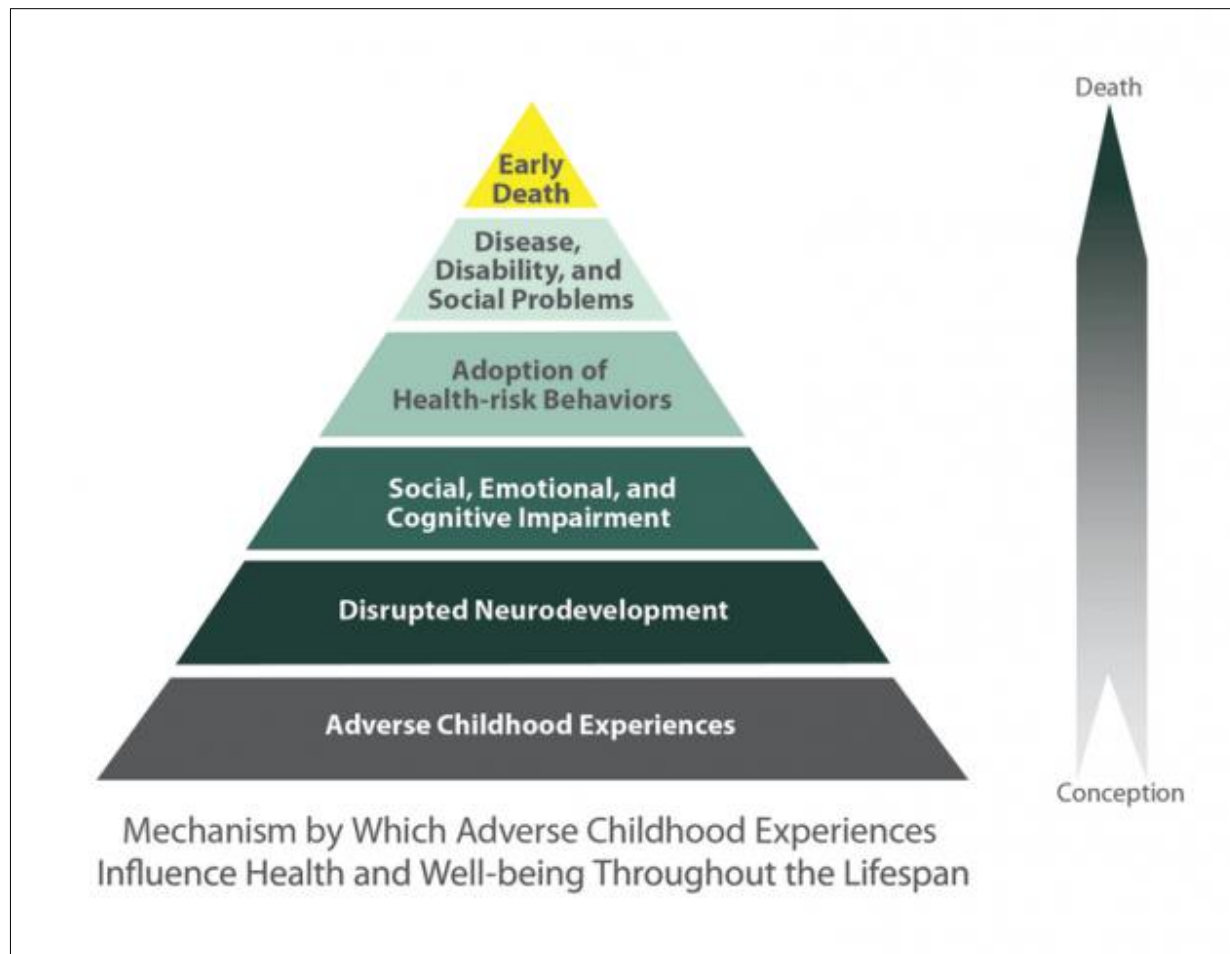 Death
Early
Death
Disease,
Disability, and
Social Problems
Adoption of
Health-risk Behaviors
Social, Emotional, and
Cognitive Impairment
Disrupted Neurodevelopment
Adverse Childhood Experiences
Conception
Mechanism by Which Adverse Childhood Experiences
Influence Health and Well-being Throughout the Lifespan